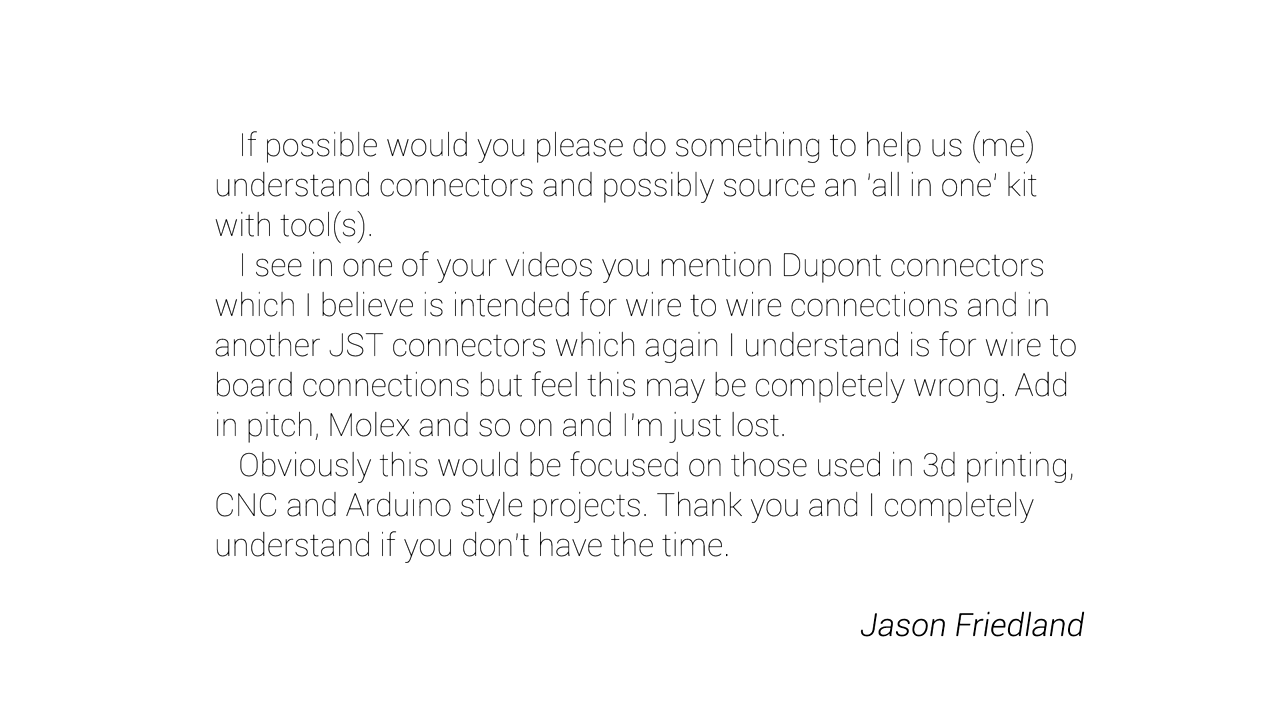 If possible would you please do something to help us (me)
understand connectors and possibly source an 'all in one' kit
with tool(s).
I see in one of your videos you mention Dupont connectors
which I believe is intended for wire to wire connections and in
another JST connectors which again I understand is for wire to
board connections but feel this may be completely wrong. Add
in pitch, Molex and so on and I'm just lost.
Obviously this would be focused on those used in 3d printing,
CNC and Arduino style projects. Thank you and I completely
understand if you don't have the time.
Jason Friedland